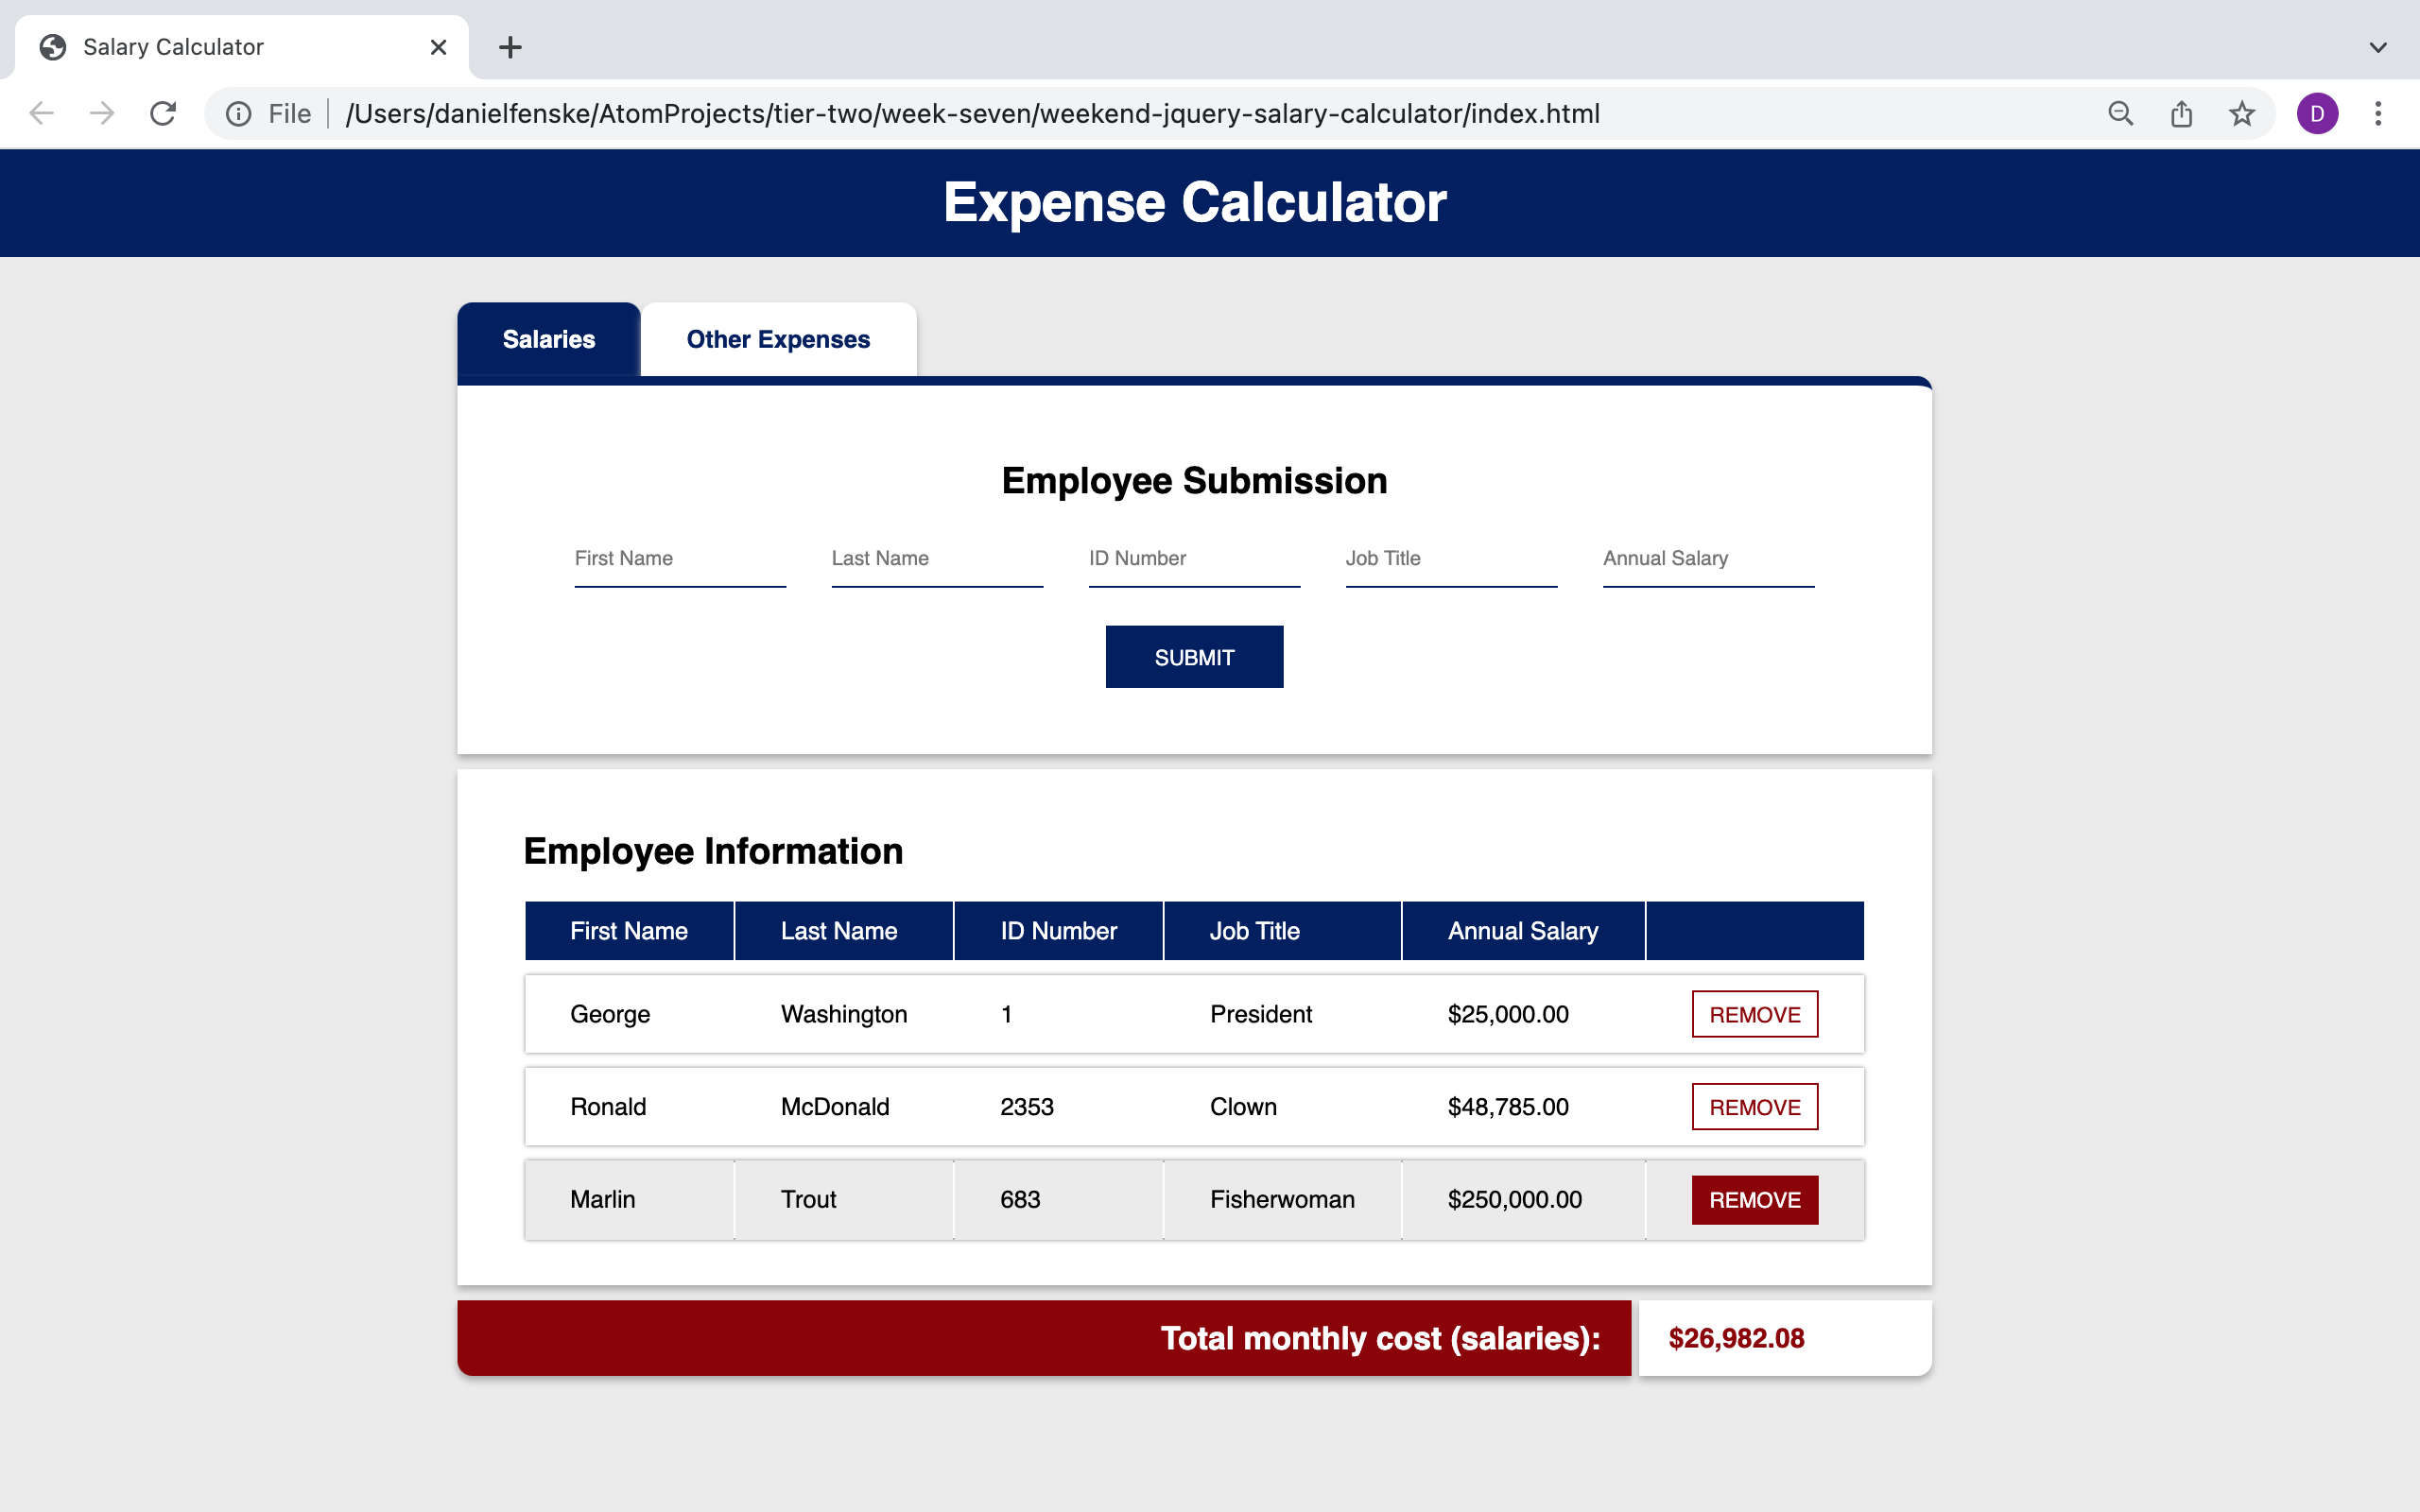 Salary Calculator
File /Users/danielfenske/AtomProjects/tier-two/week-seven/weekend-jquery-salary-calculator/index.html
D
Expense Calculator
Salaries Other Expenses
Employee Submission
First Name Last Name ID Number Job Title Annual Salary
SUBMIT
Employee Information
First Name Last Name ID Number Job Title Annual Salary
George Washington 1 President $25,000.00 REMOVE
Ronald McDonald 2353 Clown $48,785.00 REMOVE
Marlin Trout 683 Fisherwoman $250,000.00 REMOVE
Total monthly cost (salaries): $26,982.08